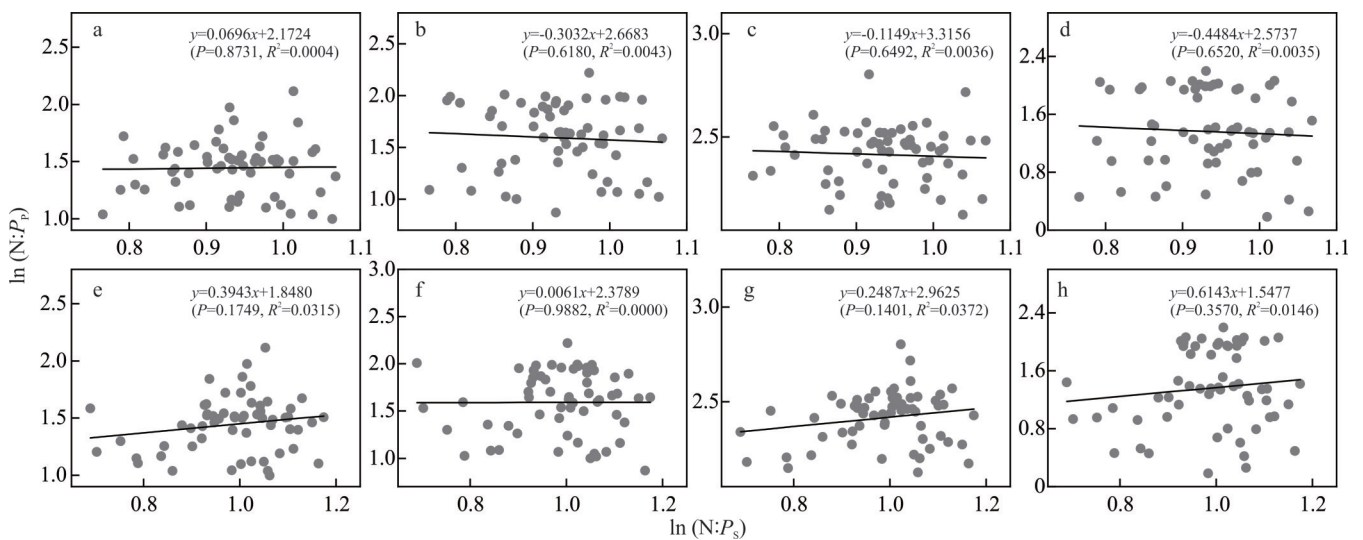 ln (N:P_P)
a
y=0.0696x+2.1724
(P=0.8731, R²=0.0004)
2.5
2.0
1.5
1.0
0.8
0.9
1.0
1.1
b
y=-0.3032x+2.6683
(P=0.6180, R²=0.0043)
2.5
2.0
1.5
1.0
0.8
0.9
1.0
c
y=-0.1149x+3.3156
(P=0.6492, R²=0.0036)
3.0
2.5
0.8
0.9
1.0
1.1
d
y=-0.4484x+2.5737
(P=0.6520, R²=0.0035)
2.4
1.6
0.8
0
0.8
0.9
1.0
1.1
e
y=0.3943x+1.8480
(P=0.1749, R²=0.0315)
2.5
2.0
1.5
1.0
0.8
1.0
1.2
f
y=0.0061x+2.3789
(P=0.9882, R²=0.0000)
3.0
2.5
2.0
1.5
1.0
0.8
1.0
1.2
g
y=0.2487x+2.9625
(P=0.1401, R²=0.0372)
3.0
2.5
0.8
1.0
1.2
h
y=0.6143x+1.5477
(P=0.3570, R²=0.0146)
2.4
1.6
0.8
0
0.8
1.0
1.2
ln (N:P_S)